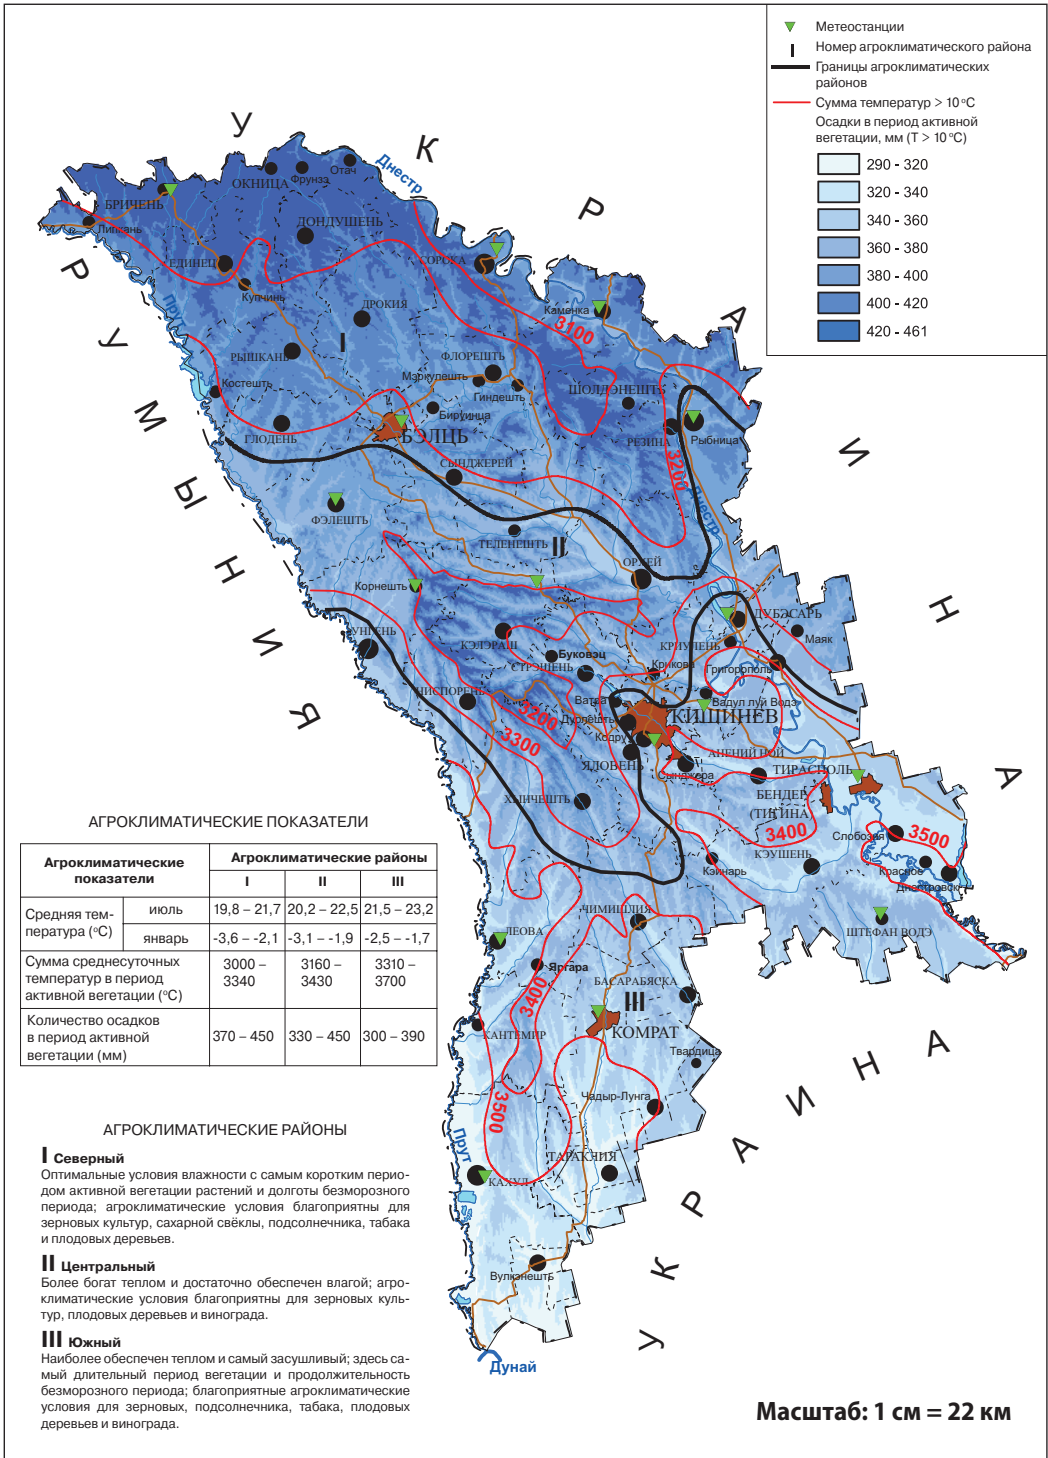 Метеостанции
I Номер агроклиматического района
Границы агроклиматических
районов
Сумма температур > 10 °C
Осадки в период активной
вегетации, мм (T > 10 °C)
290 - 320
320 - 340
340 - 360
360 - 380
380 - 400
400 - 420
420 - 461
УКРАИНА
РУМЫНИЯ
УКРАИНА
Днестр
Прут
Днестр
Прут
Дунай
ОКНИЦА
Фрунзэ
Отач
БРИЧЕНЬ
Липкань
ДОНДУШЕНЬ
ЕДИНЕЦ
Купчинь
СОРОКА
ДРОКИЯ
Каменка
3100
РЫШКАНЬ
I
ФЛОРЕШТЬ
Мэркулешть
Гиндешть
Костешть
ШОЛДЭНЕШТЬ
Бируинца
ГЛОДЕНЬ
БЭЛЦЬ
РЕЗИНА
Рыбница
СЫНДЖЕРЕЙ
3200
ФЭЛЕШТЬ
ТЕЛЕНЕШТЬ
II
ОРХЕЙ
Корнешть
ДУБЭСАРЬ
УНГЕНЬ
КЭЛЭРАШ
Буковэц
КРИУЛЕНЬ
Маяк
СТРЭШЕНЬ
Крикова
Григорополь
НИСПОРЕНЬ
Ватра
Вадул луй Водэ
3200
Дурлешть
КИШИНЕВ
3300
Кодру
АНЕНИЙ НОЙ
ЯЛОВЕНЬ
Сынджера
ТИРАСПОЛЬ
ХЫНЧЕШТЬ
БЕНДЕР
(ТИГИНА)
3400
Слобозия
3500
КЭУШЕНЬ
Кэйнарь
Красное
Днестровск
ЧИМИШЛИЯ
ШТЕФАН ВОДЭ
ЛЕОВА
Яргара
БАСАРАБЯСКА
3400
III
КАНТЕМИР
КОМРАТ
Твардица
Чадыр-Лунга
3500
ТАРАКЛИЯ
КАХУЛ
Вулкэнешть
АГРОКЛИМАТИЧЕСКИЕ ПОКАЗАТЕЛИ
Агроклиматические показатели
Агроклиматические районы
I II III
Средняя тем-
пература (°C)
июль 19,8 – 21,7 20,2 – 22,5 21,5 – 23,2
январь -3,6 – -2,1 -3,1 – -1,9 -2,5 – -1,7
Сумма среднесуточных
температур в период
активной вегетации (°C)
3000 – 3340 3160 – 3430 3310 – 3700
Количество осадков
в период активной
вегетации (мм)
370 – 450 330 – 450 300 – 390
АГРОКЛИМАТИЧЕСКИЕ РАЙОНЫ
I Северный
Оптимальные условия влажности с самым коротким перио-
дом активной вегетации растений и долготы безморозного
периода; агроклиматические условия благоприятны для
зерновых культур, сахарной свёклы, подсолнечника, табака
и плодовых деревьев.
II Центральный
Более богат теплом и достаточно обеспечен влагой; агро-
климатические условия благоприятны для зерновых куль-
тур, плодовых деревьев и винограда.
III Южный
Наиболее обеспечен теплом и самый засушливый; здесь са-
мый длительный период вегетации и продолжительность
безморозного периода; благоприятные агроклиматические
условия для зерновых, подсолнечника, табака, плодовых
деревьев и винограда.
Масштаб: 1 см = 22 км